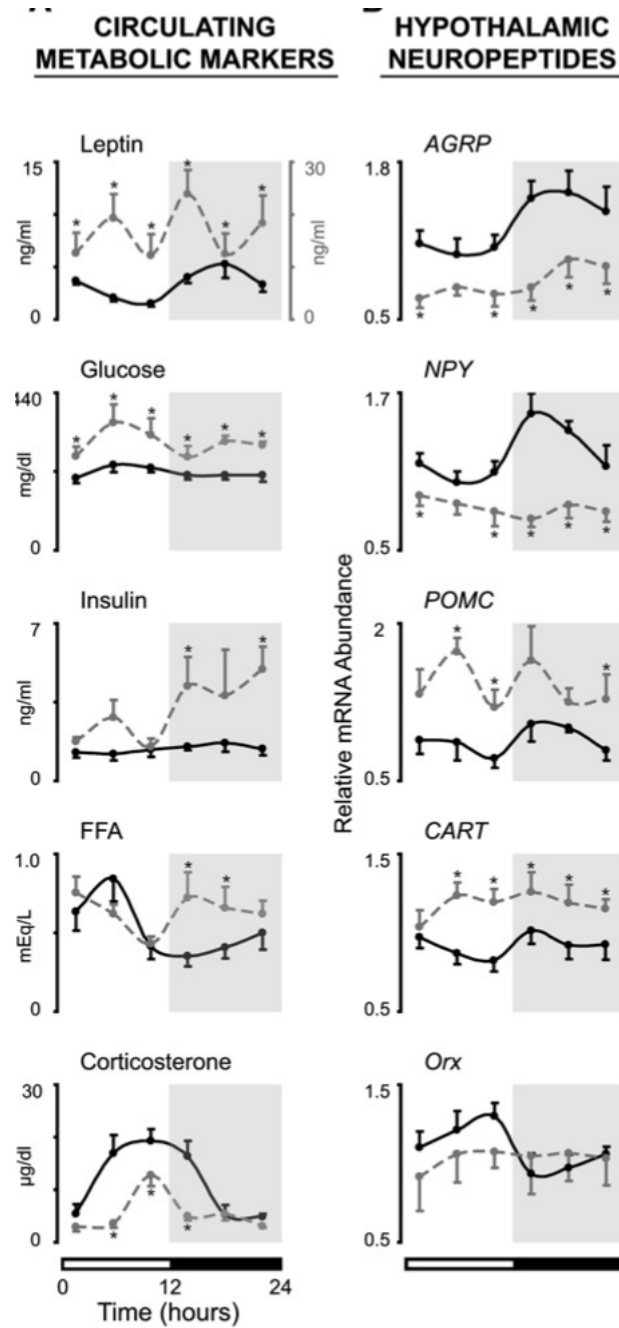 CIRCULATING
METABOLIC MARKERS
HYPOTHALAMIC
NEUROPEPTIDES
Leptin
15
ng/ml
0
30
ng/ml
0
* * * * * *
Glucose
440
mg/dl
0
* * * * * *
Insulin
7
ng/ml
0
* *
FFA
1.0
mEq/L
0
* *
Corticosterone
30
µg/dl
0
* * *
0 12 24
Time (hours)
Relative mRNA Abundance
AGRP
1.8
0.5
* * * * *
NPY
1.7
0.5
* * * * *
POMC
2
0.5
* * *
CART
1.5
0.5
* * * * *
Orx
1.5
0.5